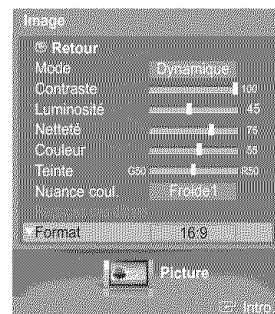 Image
Retour
Mode Dynamique
Contraste 100
Luminosité 45
Netteté 75
Couleur 55
Teinte G50 R50
Nuance coul. Froide1
Format 16:9
Picture
Intro